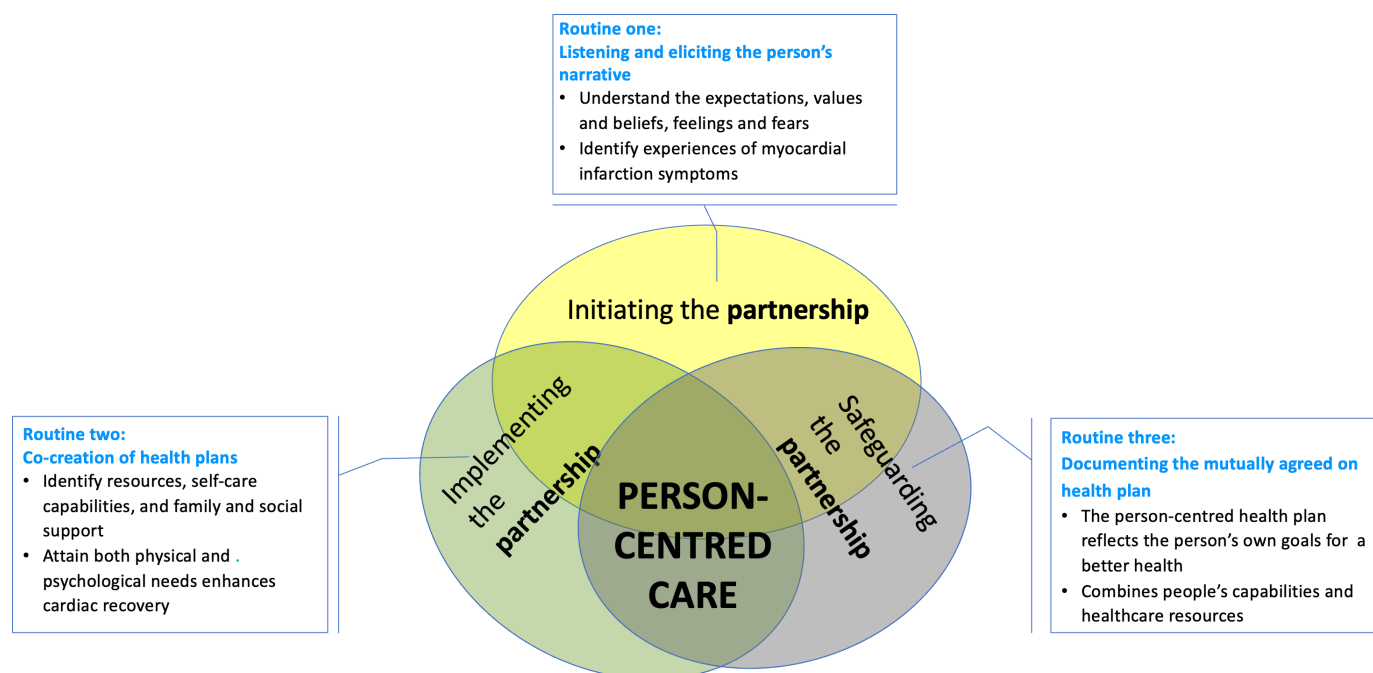 Routine one:
Listening and eliciting the person's
narrative
• Understand the expectations, values
and beliefs, feelings and fears
• Identify experiences of myocardial
infarction symptoms
Initiating the partnership
Implementing
the
partnership
Safeguarding
the
partnership
PERSON-
CENTRED
CARE
Routine two:
Co-creation of health plans
• Identify resources, self-care
capabilities, and family and social
support
• Attain both physical and .
psychological needs enhances
cardiac recovery
Routine three:
Documenting the mutually agreed on
health plan
• The person-centred health plan
reflects the person's own goals for a
better health
• Combines people's capabilities and
healthcare resources